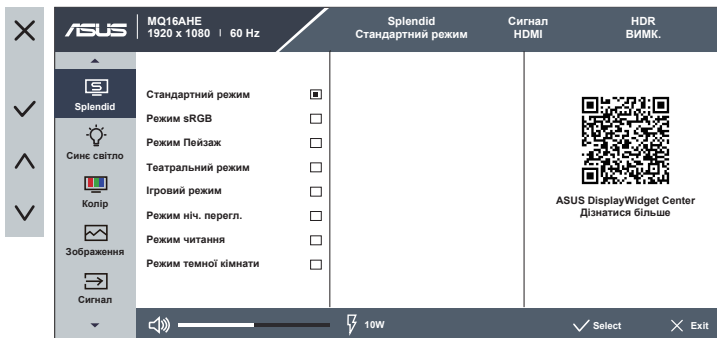 ASUS
MQ16AHE
1920 x 1080 60 Hz
Splendid
Стандартний режим
Сигнал
HDMI
HDR
ВИМК.
Splendid
Синє світло
Колір
Зображення
Сигнал
Стандартний режим
Режим sRGB
Режим Пейзаж
Театральний режим
Ігровий режим
Режим ніч. перегл.
Режим читання
Режим темної кімнати
ASUS DisplayWidget Center
Дізнатися більше
10W
Select
Exit